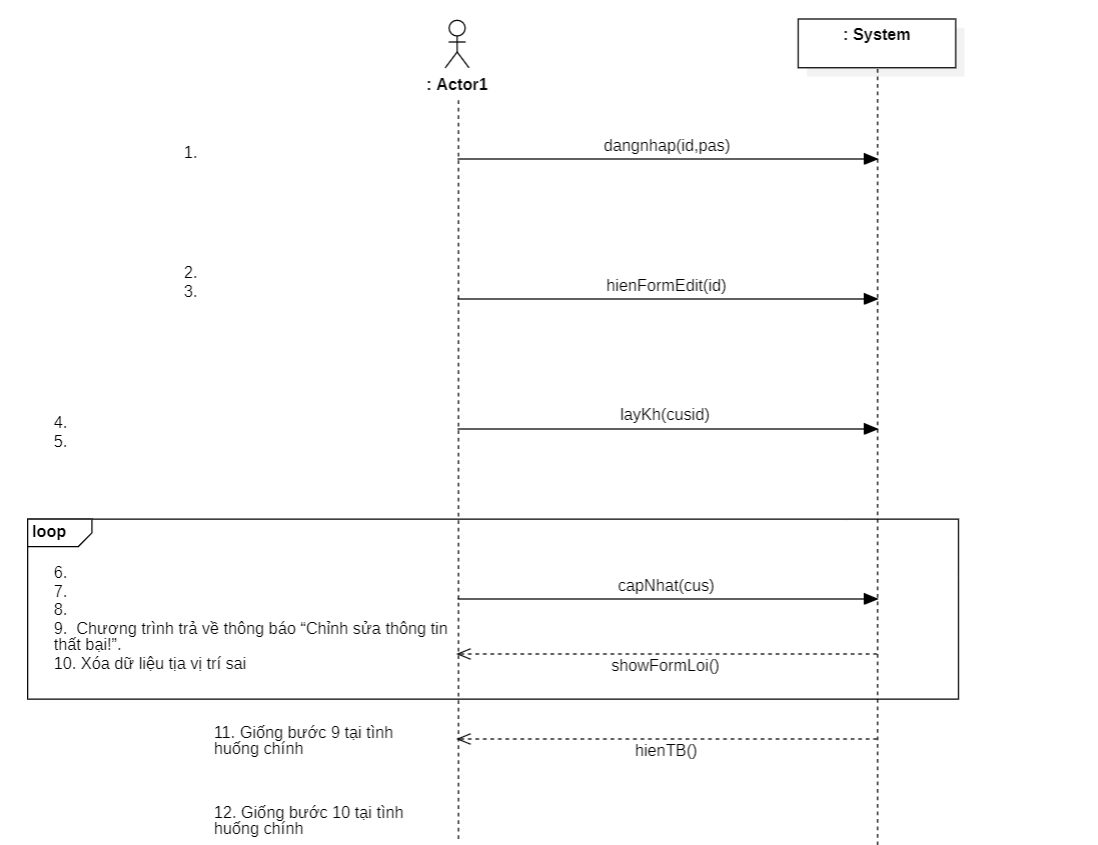 : System
: Actor1
dangnhap(id,pas)
1.
2.
hienFormEdit(id)
3.
layKh(cusid)
4.
5.
loop
6.
capNhat(cus)
7.
8.
9. Chương trình trả về thông báo “Chỉnh sửa thông tin
thất bại!”.
10. Xóa dữ liệu tịa vị trí sai
showFormLoi()
11. Giống bước 9 tại tình
huống chính
hienTB()
12. Giống bước 10 tại tình
huống chính